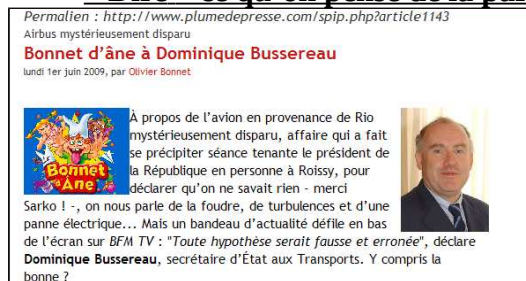 Permalien : http://www.plumedepresse.com/spip.php?article1143
Airbus mystérieusement disparu
Bonnet d'âne à Dominique Bussereau
lundi 1er juin 2009, par Olivier Bonnet
Bonnet d'Ane
À propos de l'avion en provenance de Rio
mystérieusement disparu, affaire qui a fait
se précipiter séance tenante le président de
la République en personne à Roissy, pour
déclarer qu'on ne savait rien - merci
Sarko ! -, on nous parle de la foudre, de turbulences et d'une
panne électrique... Mais un bandeau d'actualité défile en bas
de l'écran sur BFM TV : "Toute hypothèse serait fausse et erronée", déclare
Dominique Bussereau, secrétaire d'État aux Transports. Y compris la
bonne ?